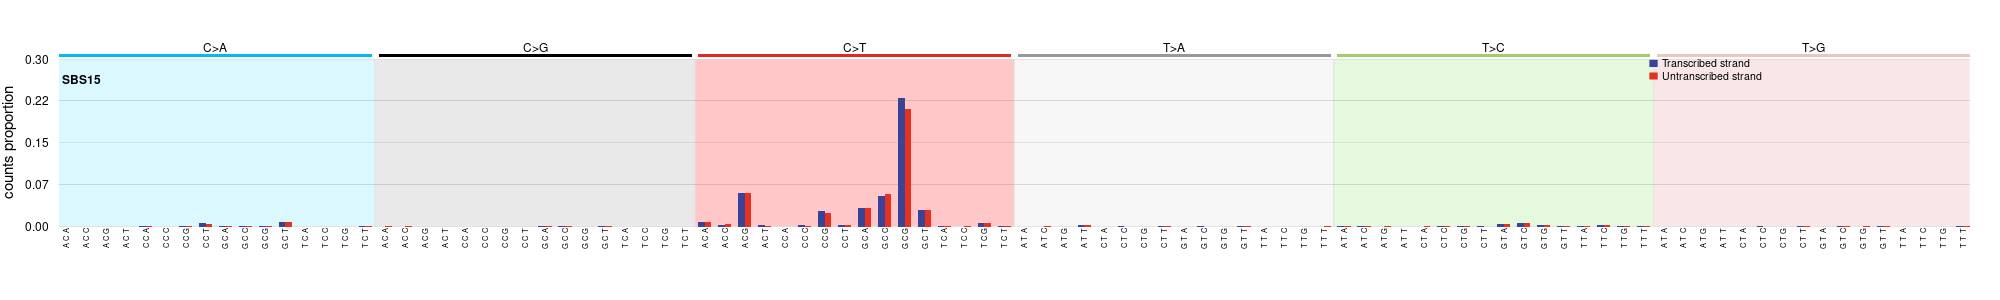 C>A C>G C>T T>A T>C T>G
0.30
SBS15
Transcribed strand
Untranscribed strand
0.22
0.15
0.07
0.00
counts proportion
ACA ACC ACG ACT CCA CCC CCG CCT GCA GCC GCG GCT TCA TCC TCG TCT ACA ACC ACG ACT CCA CCC CCG CCT GCA GCC GCG GCT TCA TCC TCG TCT ACA ACC ACG ACT CCA CCC CCG CCT GCA GCC GCG GCT TCA TCC TCG TCT ATA ATC ATG ATT CTA CTC CTG CTT GTA GTC GTG GTT TTA TTC TTG TTT ATA ATC ATG ATT CTA CTC CTG CTT GTA GTC GTG GTT TTA TTC TTG TTT ATA ATC ATG ATT CTA CTC CTG CTT GTA GTC GTG GTT TTA TTC TTG TTT